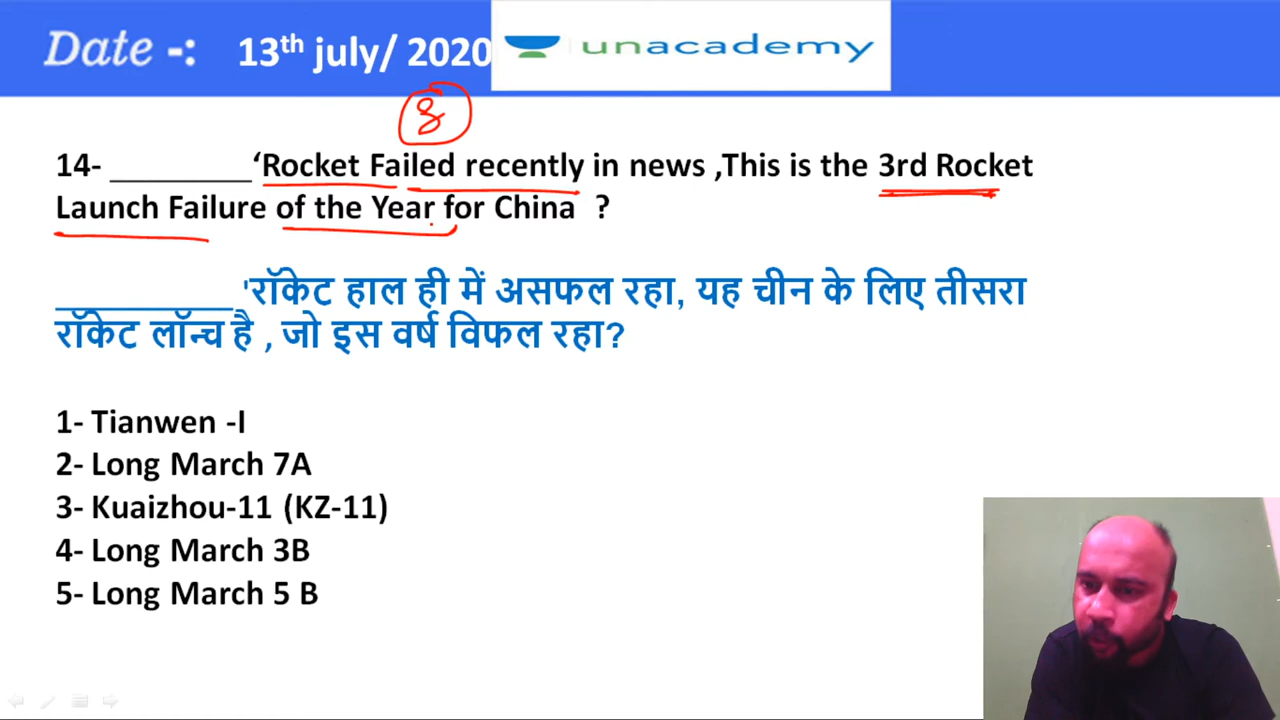 Date -: 13th july/ 2020 unacademy
8
14- ________ ‘Rocket Failed recently in news ,This is the 3rd Rocket
Launch Failure of the Year for China ?
__________ 'रॉकेट हाल ही में असफल रहा, यह चीन के लिए तीसरा
रॉकेट लॉन्च है , जो इस वर्ष विफल रहा?
1- Tianwen -I
2- Long March 7A
3- Kuaizhou-11 (KZ-11)
4- Long March 3B
5- Long March 5 B